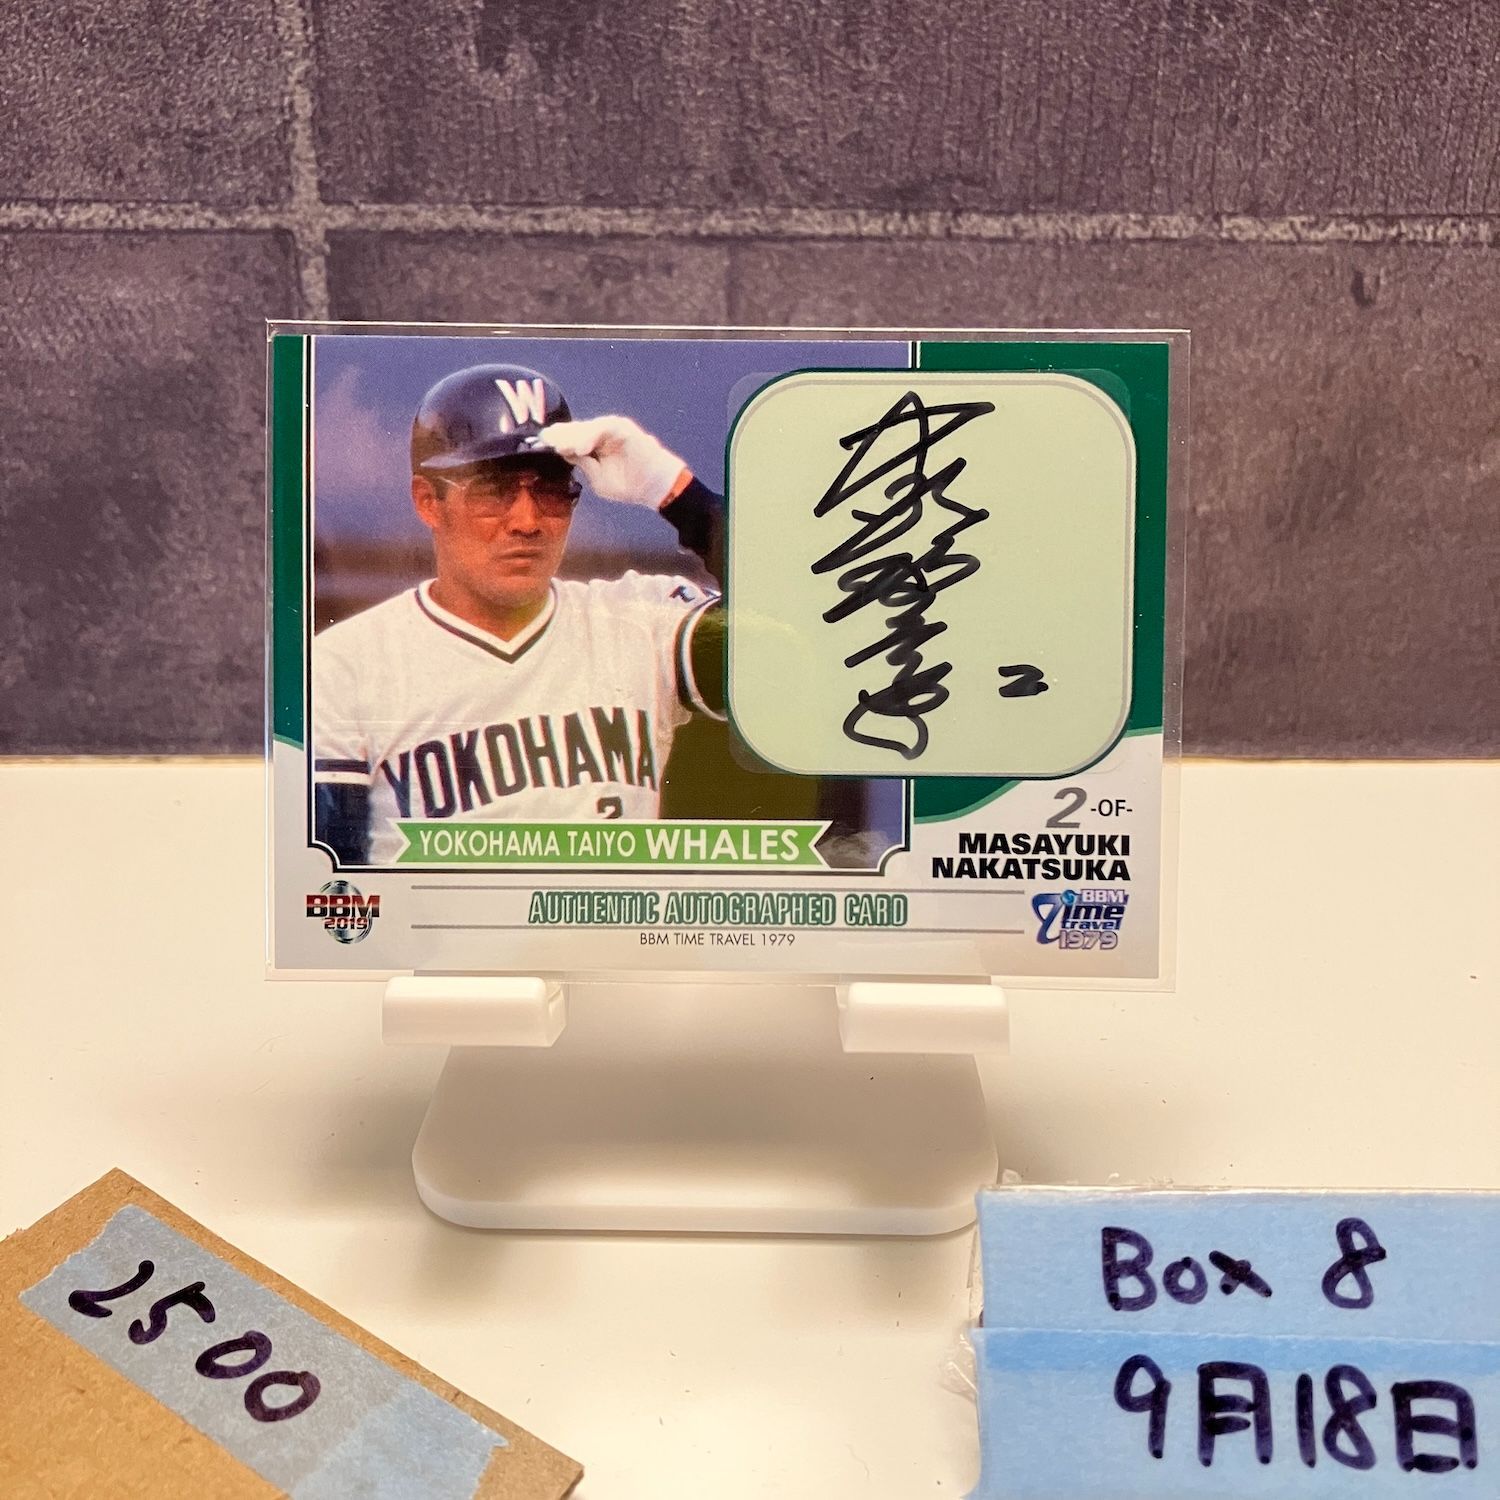 W
YOKOHAMA
2
YOKOHAMA TAIYO WHALES
2
2 -OF-
MASAYUKI
NAKATSUKA
BBM
2019
AUTHENTIC AUTOGRAPHED CARD
BBM TIME TRAVEL 1979
BBM
Time
travel
1979
2500
Box 8
9月18日